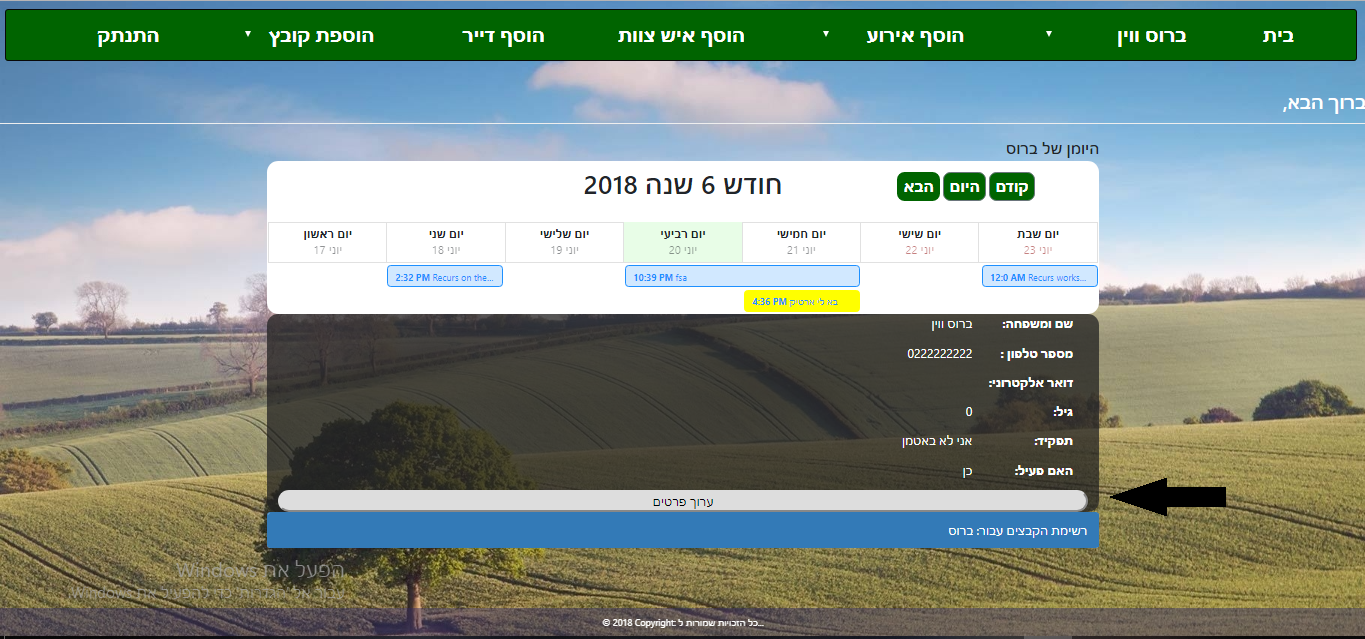 בית ברוס ווין ▼ הוסף אירוע ▼ הוסף איש צוות הוסף דייר הוספת קובץ ▼ התנתק
ברוך הבא,
היומן של ברוס
קודם היום הבא חודש 6 שנה 2018
יום שבת יום שישי יום חמישי יום רביעי יום שלישי יום שני יום ראשון
יוני 23 יוני 22 יוני 21 יוני 20 יוני 19 יוני 18 יוני 17
2:32 PM Recurs on the...
10:39 PM fsa
12:0 AM Recurs works...
4:36 PM בא לי ארטיק
שם ומשפחה: ברוס ווין
מספר טלפון : 0222222222
דואר אלקטרוני:
גיל: 0
תפקיד: אני לא באטמן
האם פעיל: כן
ערוך פרטים
רשימת הקבצים עבור: ברוס
הפעל את Windows
עבור אל 'הגדרות' כדי להפעיל את Windows.
© 2018 Copyright: כל הזכויות שמורות ל...